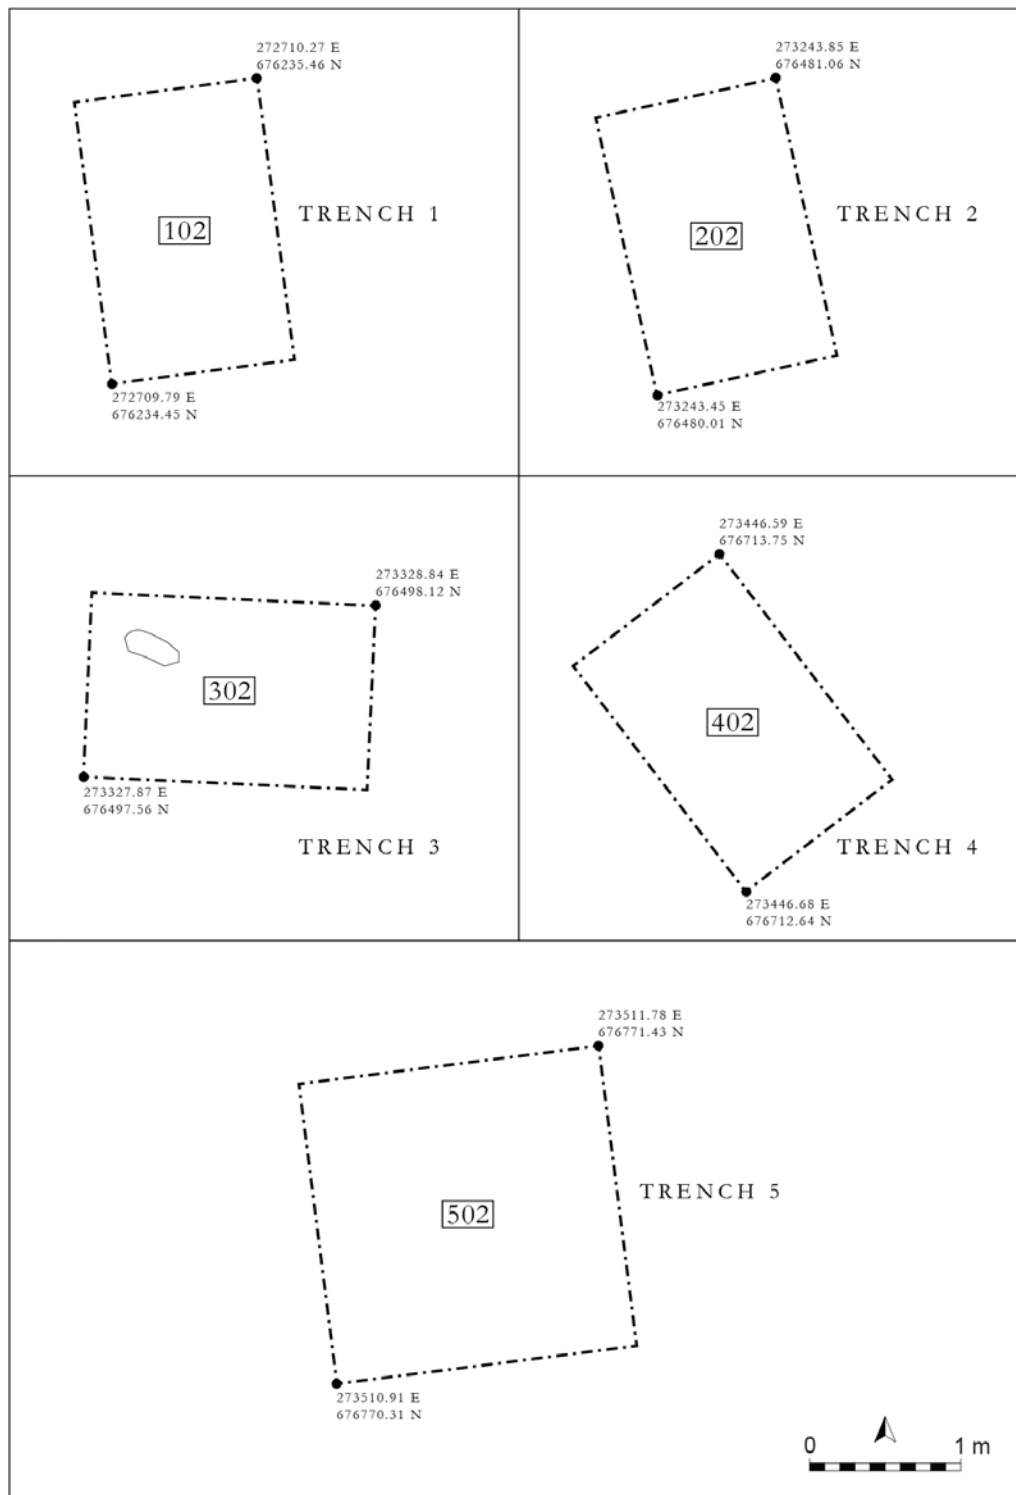 272710.27 E
676235.46 N
TRENCH 1
102
272709.79 E
676234.45 N
273243.85 E
676481.06 N
TRENCH 2
202
273243.45 E
676480.01 N
273328.84 E
676498.12 N
302
273327.87 E
676497.56 N
TRENCH 3
273446.59 E
676713.75 N
402
TRENCH 4
273446.68 E
676712.64 N
273511.78 E
676771.43 N
TRENCH 5
502
273510.91 E
676770.31 N
0 1 m